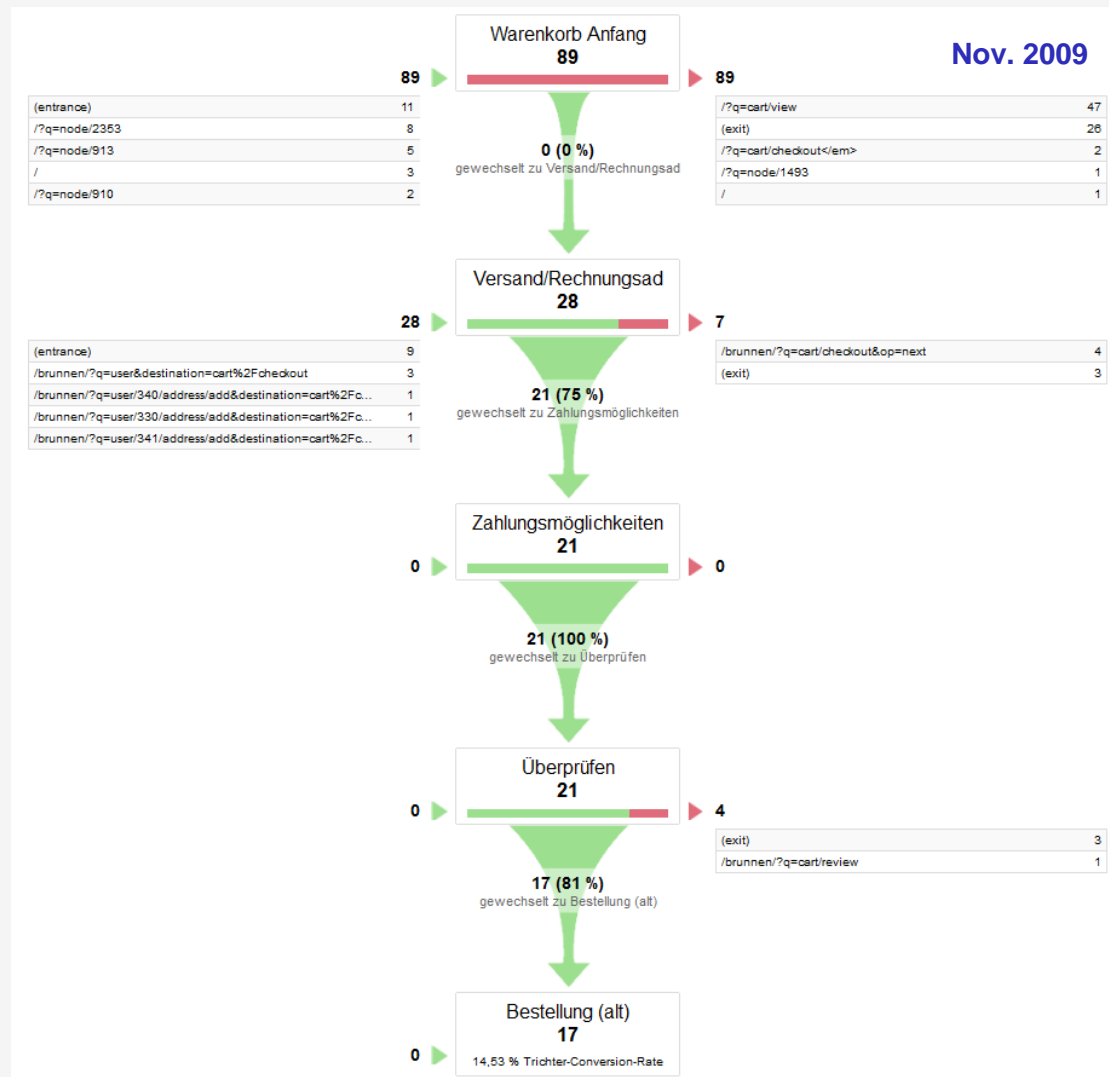 Nov. 2009
Warenkorb Anfang
89
89
(entrance) 11
/?q=node/2353 8
/?q=node/913 5
/ 3
/?q=node/910 2
89
/?q=cart/view 47
(exit) 26
/?q=cart/checkout</em> 2
/?q=node/1493 1
/ 1
0 (0 %)
gewechselt zu Versand/Rechnungsad
Versand/Rechnungsad
28
28
(entrance) 9
/brunnen/?q=user&destination=cart%2Fcheckout 3
/brunnen/?q=user/340/address/add&destination=cart%2Fc... 1
/brunnen/?q=user/330/address/add&destination=cart%2Fc... 1
/brunnen/?q=user/341/address/add&destination=cart%2Fc... 1
7
/brunnen/?q=cart/checkout&op=next 4
(exit) 3
21 (75 %)
gewechselt zu Zahlungsmöglichkeiten
Zahlungsmöglichkeiten
21
0
0
21 (100 %)
gewechselt zu Überprüfen
Überprüfen
21
0
4
(exit) 3
/brunnen/?q=cart/review 1
17 (81 %)
gewechselt zu Bestellung (alt)
Bestellung (alt)
17
0
14,53 % Trichter-Conversion-Rate